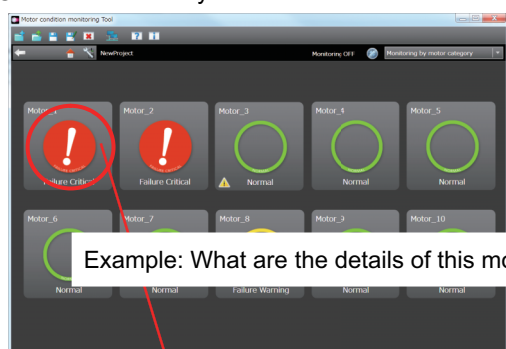 Motor condition monitoring Tool
NewProject Monitoring OFF Monitoring by motor category
Motor_1 Motor_2 Motor_3 Motor_4 Motor_5
Failure Critical Failure Critical Normal Normal Normal
Motor_6 Motor_7 Motor_8 Motor_9 Motor_10
Example: What are the details of this mo
Normal Normal Failure Warning Normal Normal